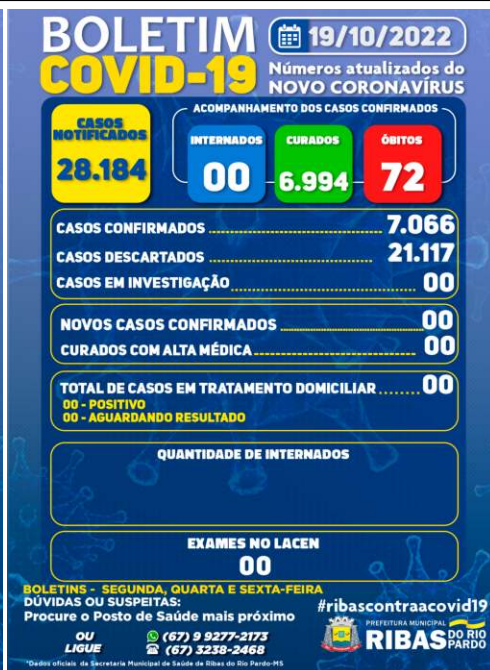 BOLETIM
19/10/2022
COVID-19
Números atualizados do
NOVO CORONAVÍRUS
CASOS
NOTIFICADOS
28.184
ACOMPANHAMENTO DOS CASOS CONFIRMADOS
INTERNADOS
00
CURADOS
6.994
ÓBITOS
72
CASOS CONFIRMADOS 7.066
CASOS DESCARTADOS 21.117
CASOS EM INVESTIGAÇÃO 00
NOVOS CASOS CONFIRMADOS 00
CURADOS COM ALTA MÉDICA 00
TOTAL DE CASOS EM TRATAMENTO DOMICILIAR 00
00 - POSITIVO
00 - AGUARDANDO RESULTADO
QUANTIDADE DE INTERNADOS
EXAMES NO LACEN
00
BOLETINS - SEGUNDA, QUARTA E SEXTA-FEIRA
DÚVIDAS OU SUSPEITAS:
Procure o Posto de Saúde mais próximo
OU
LIGUE
(67) 9 9277-2173
(67) 3238-2468
#ribascontraacovid19
PREFEITURA MUNICIPAL
RIBAS DO RIO
PARDO
*Dados oficiais da Secretaria Municipal de Saúde de Ribas do Rio Pardo-MS